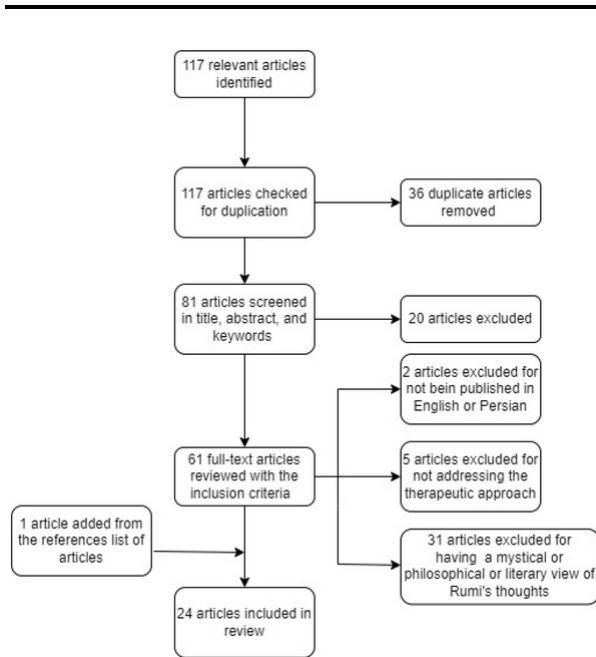 117 relevant articles
identified
117 articles checked
for duplication
36 duplicate articles
removed
81 articles screened
in title, abstract, and
keywords
20 articles excluded
2 articles excluded for
not bein published in
English or Persian
61 full-text articles
reviewed with the
inclusion criteria
5 articles excluded for
not addressing the
therapeutic approach
1 article added from
the references list of
articles
31 articles excluded for
having a mystical or
philosophical or literary view of
Rumi's thoughts
24 articles included in
review